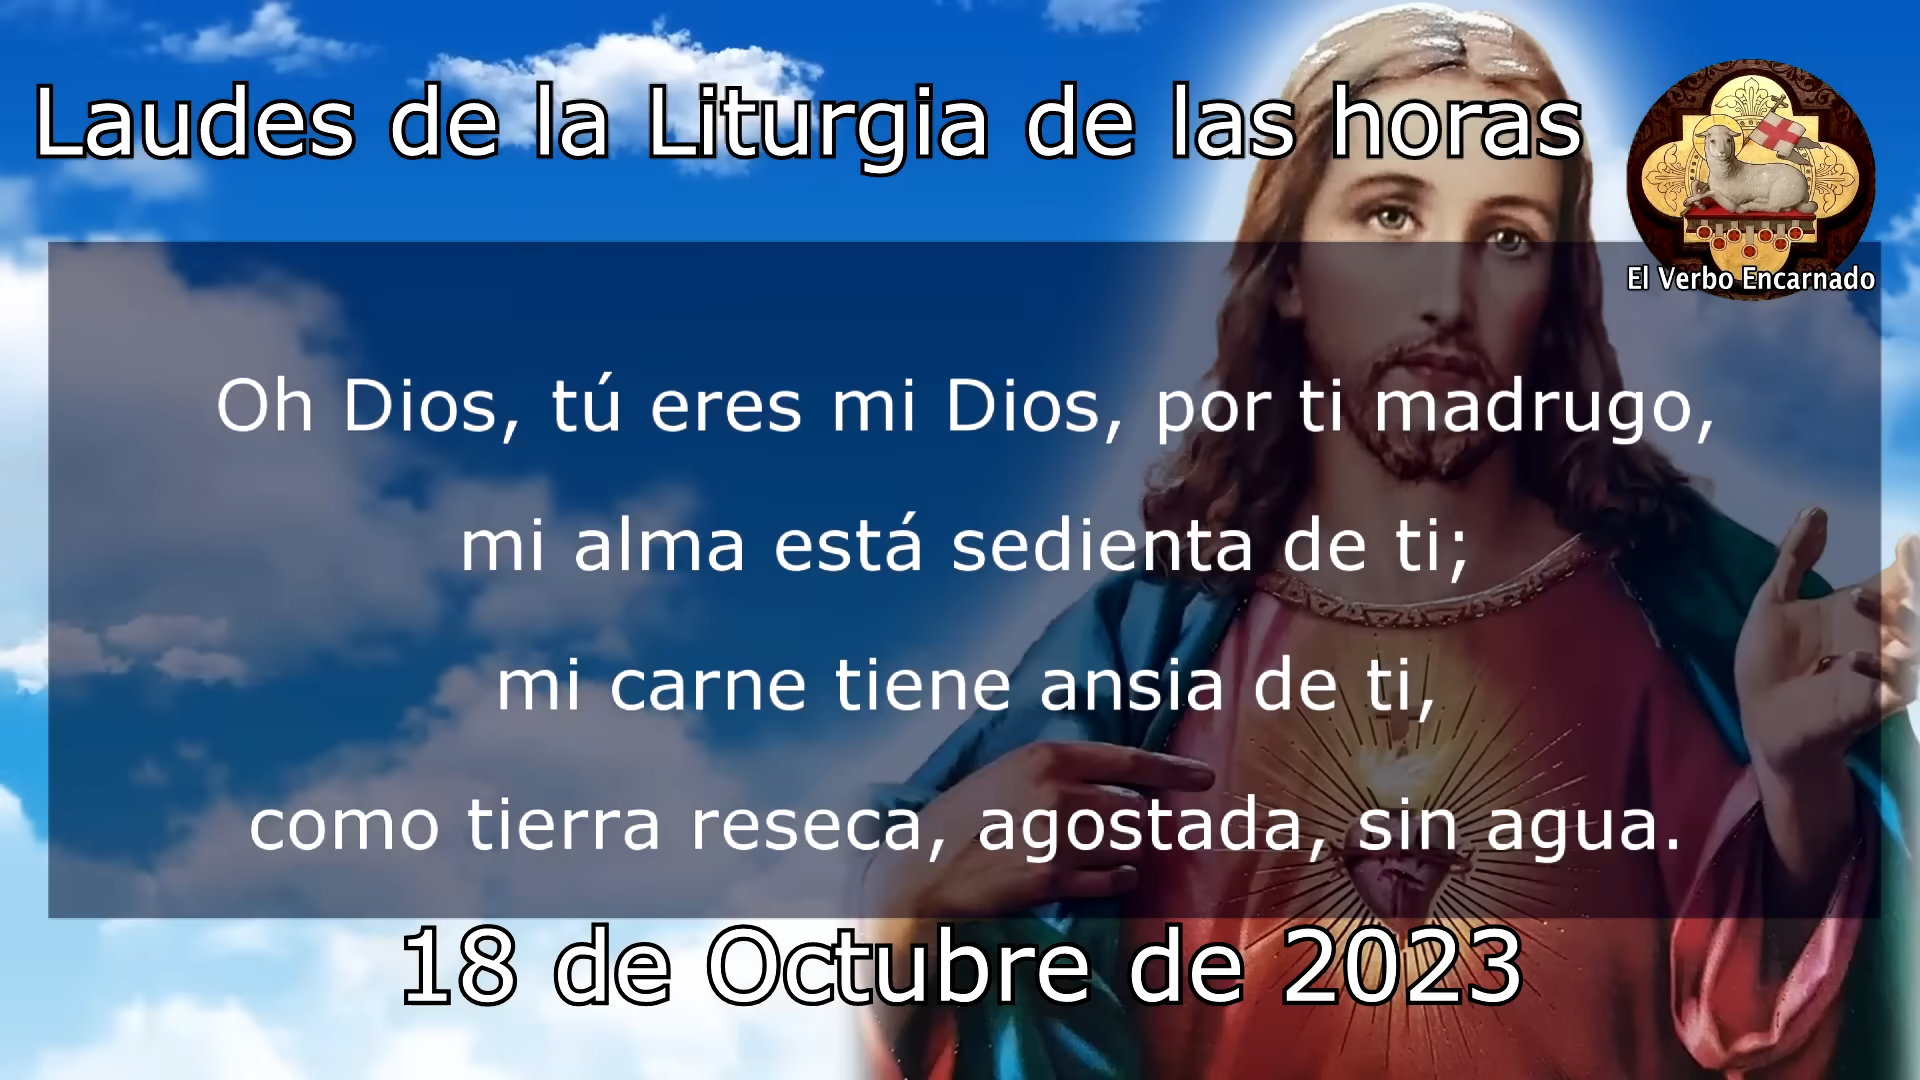 Laudes de la Liturgia de las horas
El Verbo Encarnado
Oh Dios, tú eres mi Dios, por ti madrugo,
mi alma está sedienta de ti;
mi carne tiene ansia de ti,
como tierra reseca, agostada, sin agua.
18 de Octubre de 2023